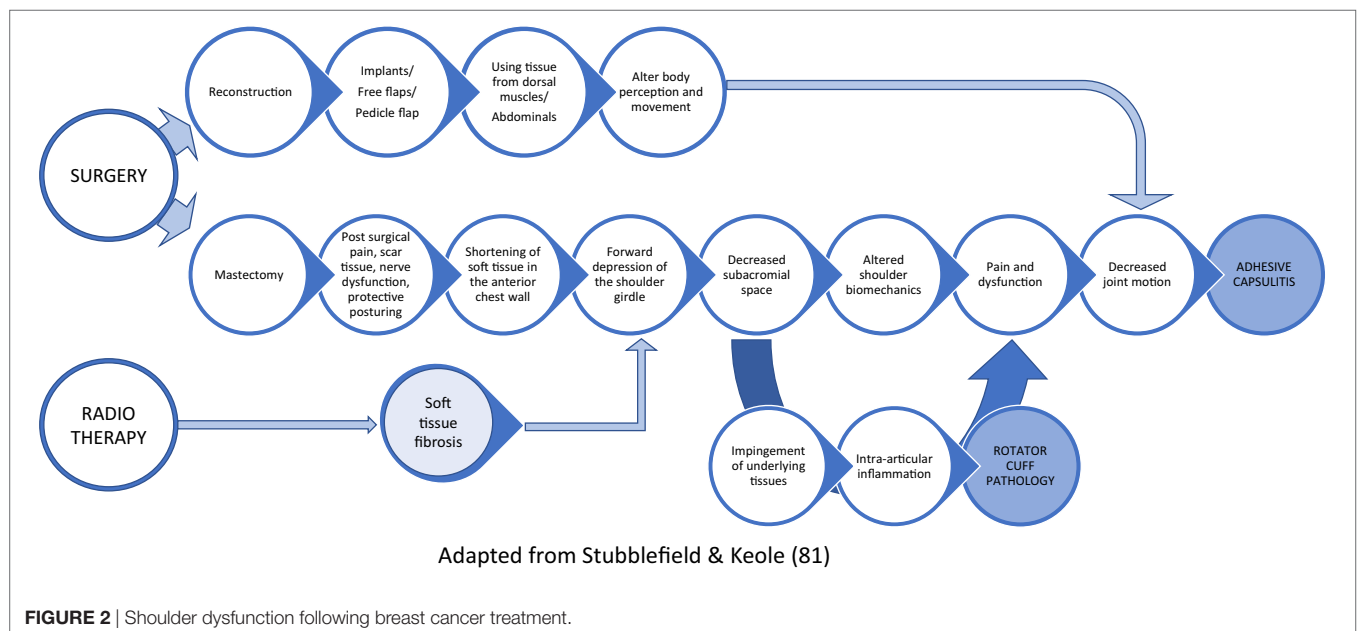 Reconstruction
Implants/
Free flaps/
Pedicle flap
Using tissue
from dorsal
muscles/
Abdominals
Alter body
perception and
movement
SURGERY
Mastectomy
Post surgical
pain, scar
tissue, nerve
dysfunction,
protective
posturing
Shortening of
soft tissue in
the anterior
chest wall
Forward
depression of
the shoulder
girdle
Decreased
subacromial
space
Altered
shoulder
biomechanics
Pain and
dysfunction
Decreased
joint motion
ADHESIVE
CAPSULITIS
RADIO
THERAPY
Soft
tissue
fibrosis
Impingement
of underlying
tissues
Intra-articular
inflammation
ROTATOR
CUFF
PATHOLOGY
Adapted from Stubblefield & Keole (81)
FIGURE 2 | Shoulder dysfunction following breast cancer treatment.